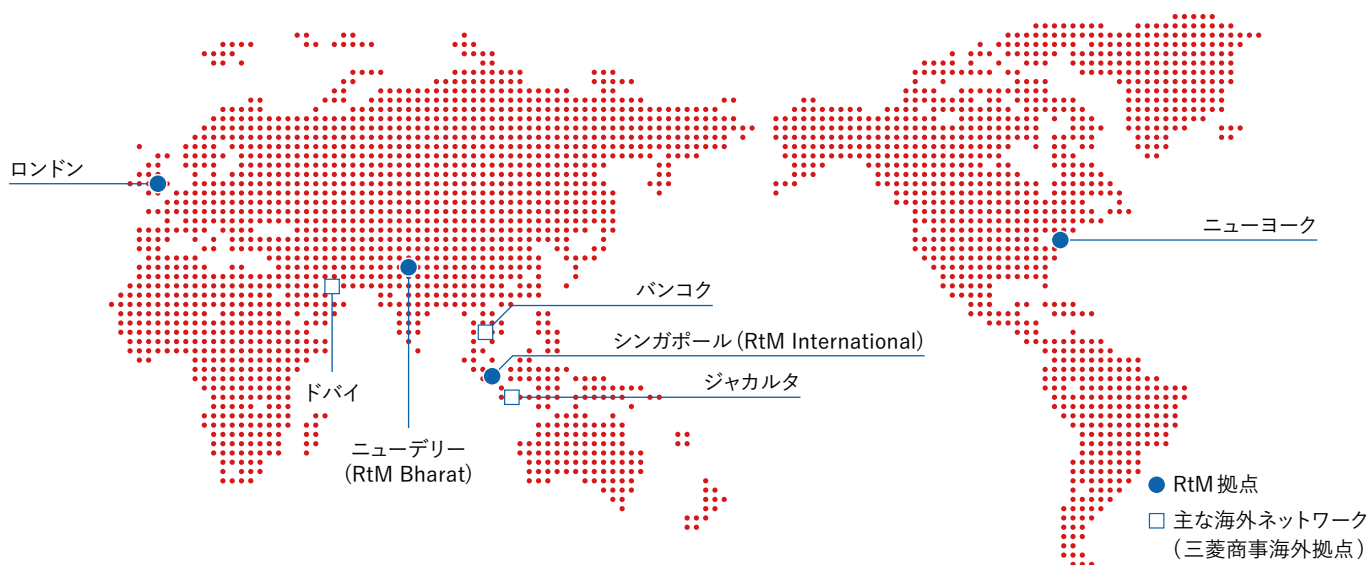 ロンドン
ニューヨーク
バンコク
シンガポール (RtM International)
ジャカルタ
ドバイ
ニューデリー
(RtM Bharat)
RtM 拠点
主な海外ネットワーク
(三菱商事海外拠点)